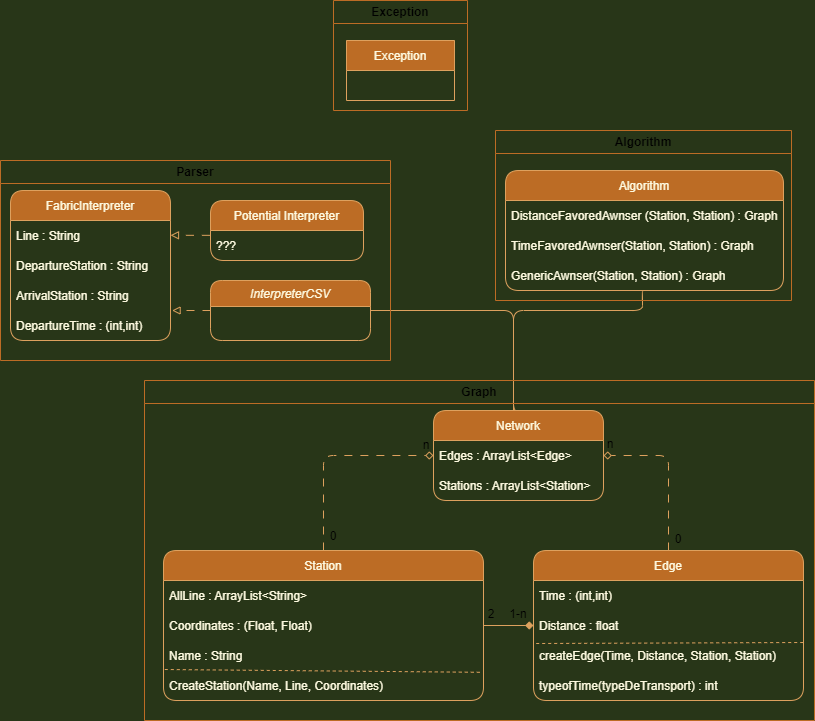 Exception
Exception
Algorithm
Algorithm
DistanceFavoredAwnser (Station, Station) : Graph
TimeFavoredAwnser(Station, Station) : Graph
GenericAwnser(Station, Station) : Graph
Parser
FabricInterpreter
Line : String
DepartureStation : String
ArrivalStation : String
DepartureTime : (int,int)
Potential Interpreter
???
InterpreterCSV
Graph
Network
Edges : ArrayList<Edge>
Stations : ArrayList<Station>
n
n
0
0
Station
AllLine : ArrayList<String>
Coordinates : (Float, Float)
Name : String
CreateStation(Name, Line, Coordinates)
2
1-n
Edge
Time : (int,int)
Distance : float
createEdge(Time, Distance, Station, Station)
typeofTime(typeDeTransport) : int